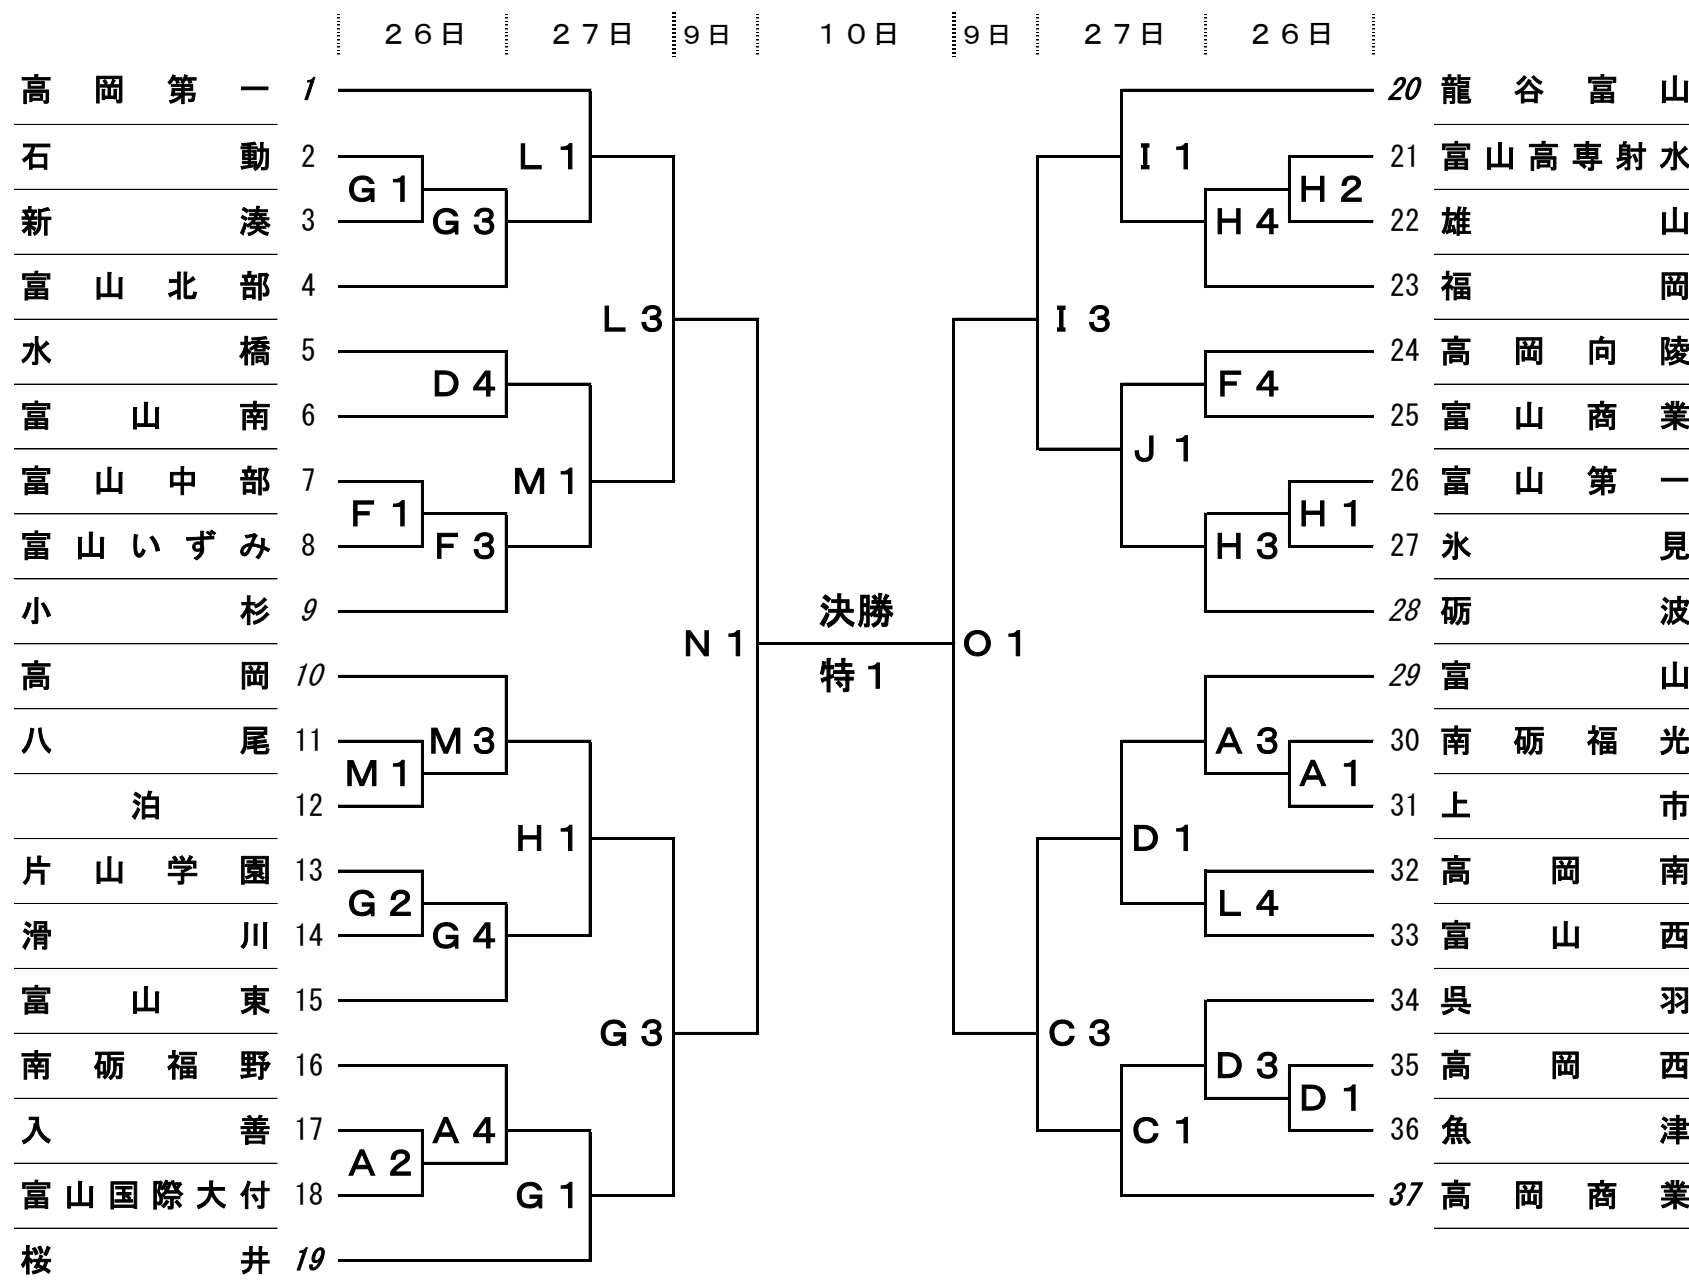 ２６日 ２７日 ９日 １０日 ９日 ２７日 ２６日
高岡第一 1
石動 2
新湊 3
富山北部 4
水橋 5
富山南 6
富山中部 7
富山いずみ 8
小杉 9
高岡 10
八尾 11
泊 12
片山学園 13
滑川 14
富山東 15
南砺福野 16
入善 17
富山国際大付 18
桜井 19
G１
G３
L１
D４
F１
F３
M１
L３
M３
M１
G２
G４
H１
A４
A２
G１
G３
N１
決勝
特１
O１
I１
H２
H４
I３
F４
J１
H１
H３
A３
A１
D１
L４
C３
D３
D１
C１
20 龍谷富山
21 富山高専射水
22 雄山
23 福岡
24 高岡向陵
25 富山商業
26 富山第一
27 氷見
28 砺波
29 富山
30 南砺福光
31 上市
32 高岡南
33 富山西
34 呉羽
35 高岡西
36 魚津
37 高岡商業